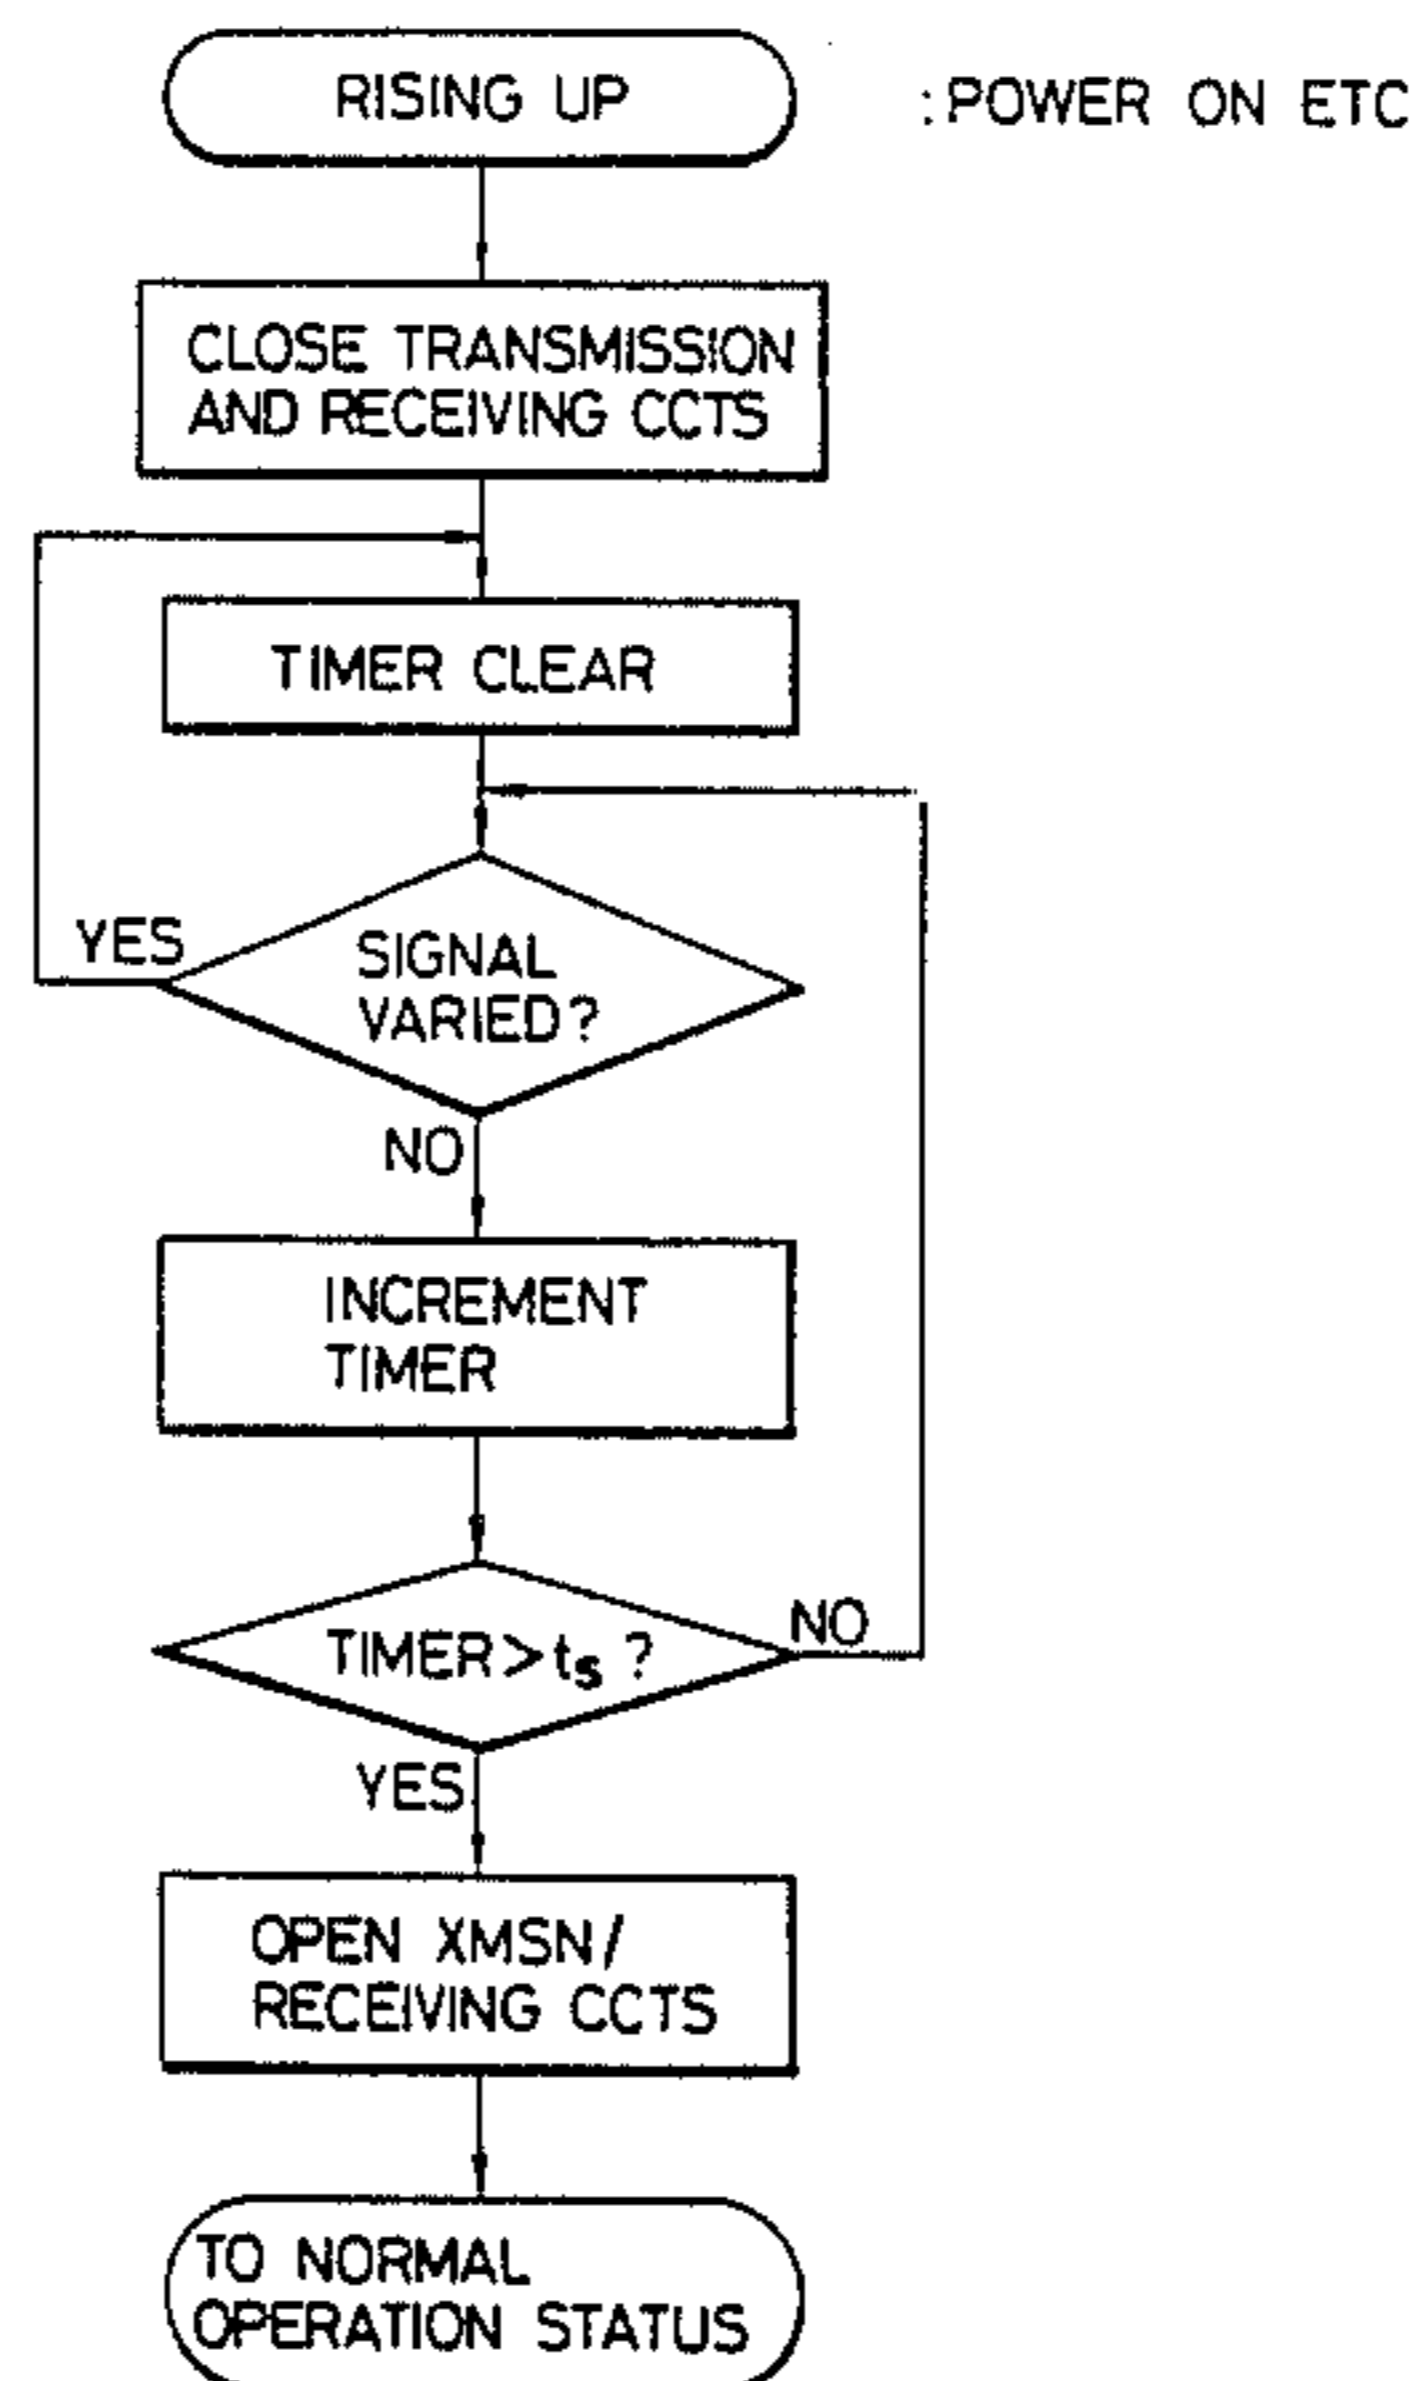 RISING UP
:POWER ON ETC
CLOSE TRANSMISSION
AND RECEIVING CCTS
TIMER CLEAR
YES
SIGNAL
VARIED?
NO
INCREMENT
TIMER
TIMER>ts ?
NO
YES
OPEN XMSN/
RECEIVING CCTS
TO NORMAL
OPERATION STATUS